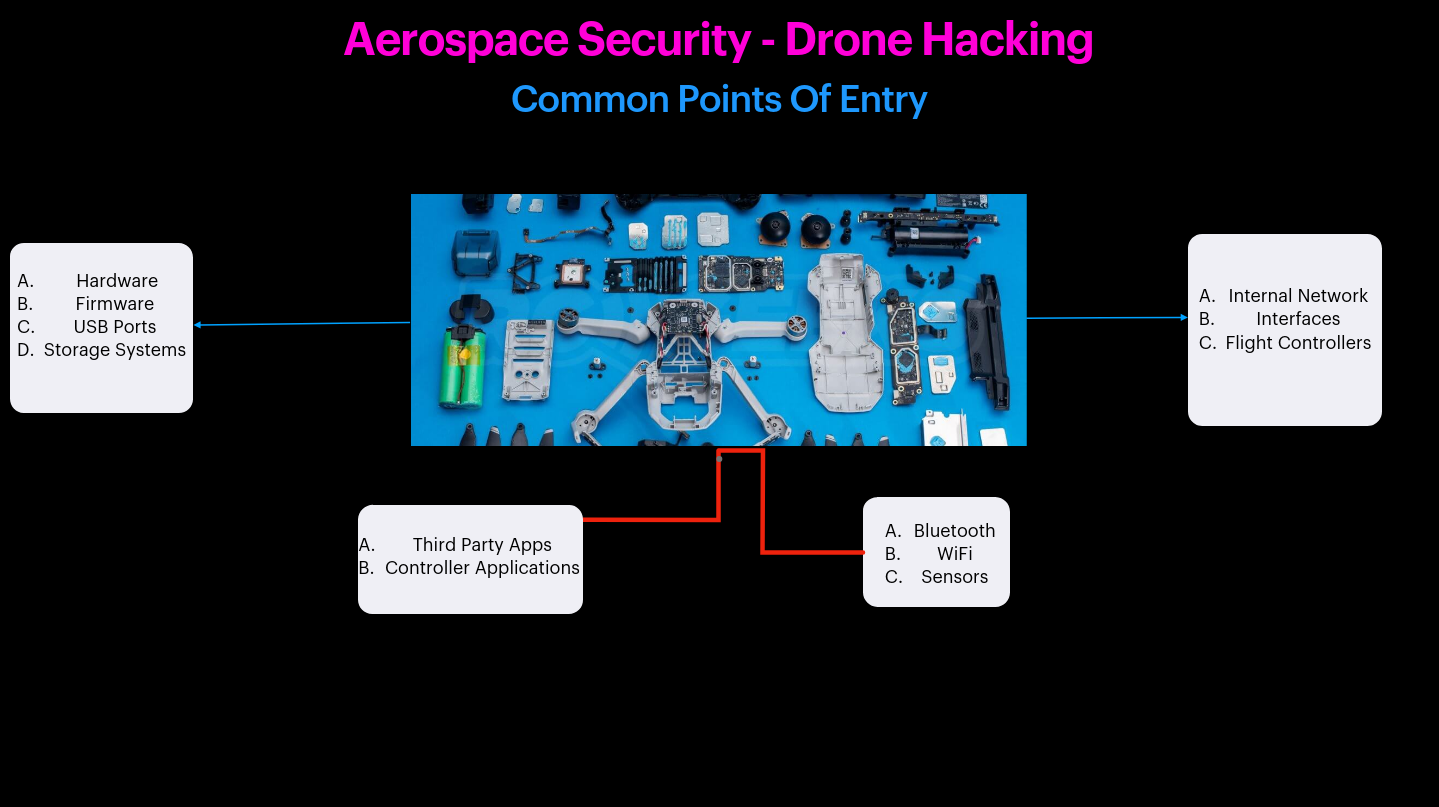 Aerospace Security - Drone Hacking
Common Points Of Entry
A. Hardware
B. Firmware
C. USB Ports
D. Storage Systems
A. Internal Network
B. Interfaces
C. Flight Controllers
A. Third Party Apps
B. Controller Applications
A. Bluetooth
B. WiFi
C. Sensors